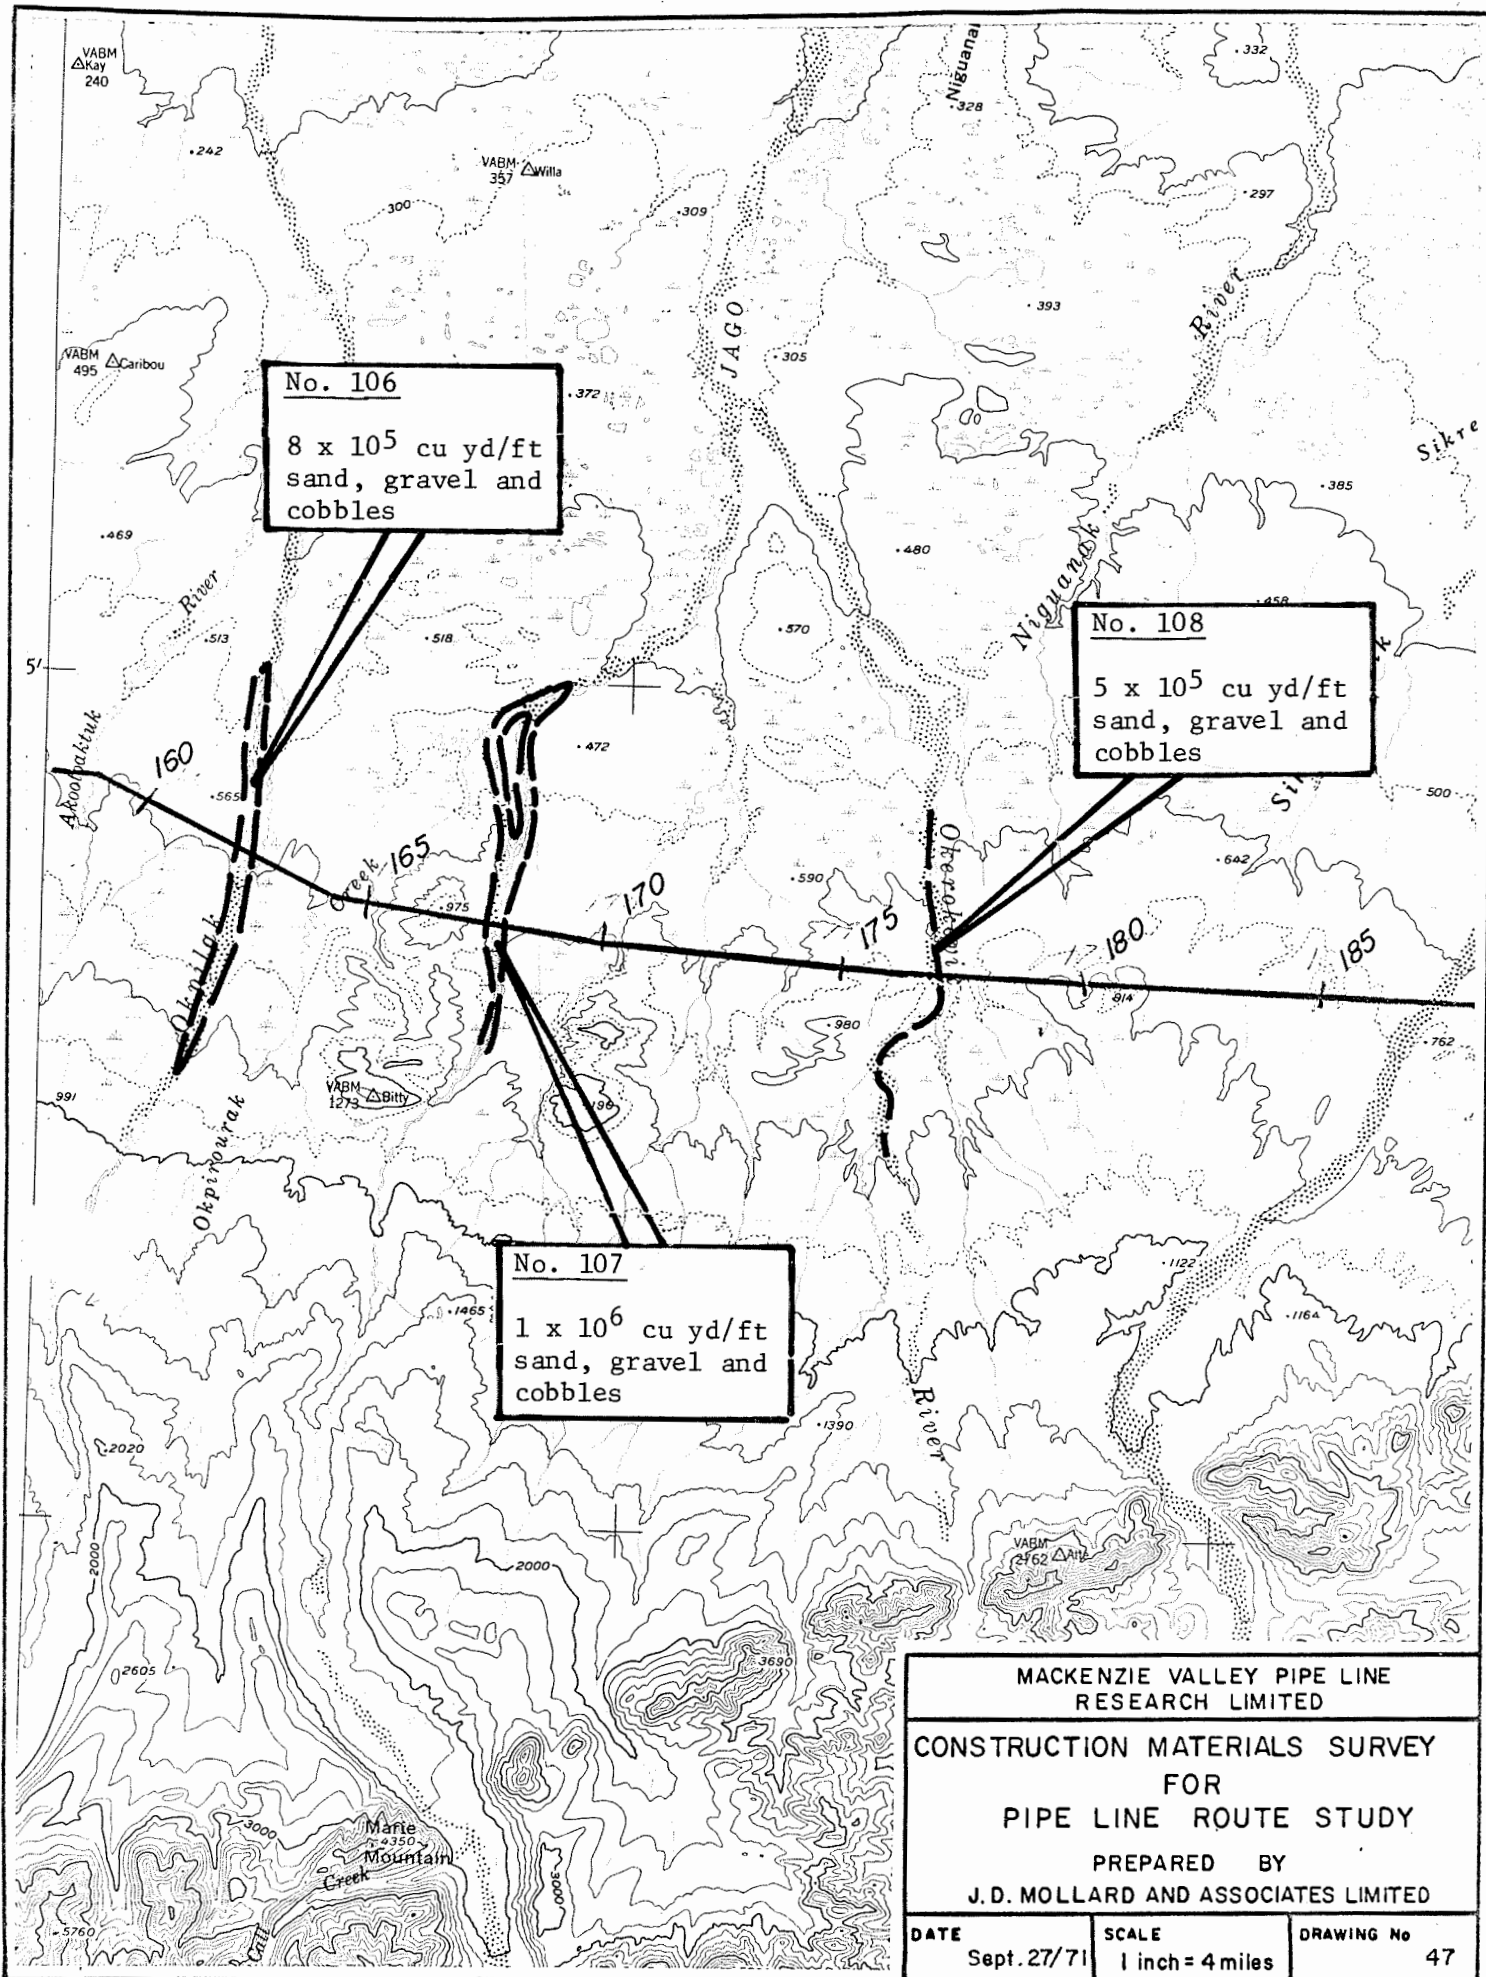 VABM
Kay
240
Niguanak
332
328
242
VABM
357 Willa
300
309
297
River
393
JAGO
305
VABM
495 Caribou
No. 106
8 x 10⁵ cu yd/ft
sand, gravel and
cobbles
372
Sikre
385
469
480
Niguanak
River
458
513
518
570
No. 108
5 x 10⁵ cu yd/ft
sand, gravel and
cobbles
5'
472
160
565
500
Okerokovik
642
165
Creek
975
170
590
175
180
185
914
Okpilak
980
762
VABM
1273 Bitty
991
Okpirourak
No. 107
1 x 10⁶ cu yd/ft
sand, gravel and
cobbles
1122
1465
1164
River
1390
2020
2000
2000
VABM
2762
2605
3690
3000
Marie
4350
Mountain
Creek
3000
5760
MACKENZIE VALLEY PIPE LINE
RESEARCH LIMITED
CONSTRUCTION MATERIALS SURVEY
FOR
PIPE LINE ROUTE STUDY
PREPARED BY
J. D. MOLLARD AND ASSOCIATES LIMITED
DATE
Sept. 27/71
SCALE
1 inch = 4 miles
DRAWING No
47